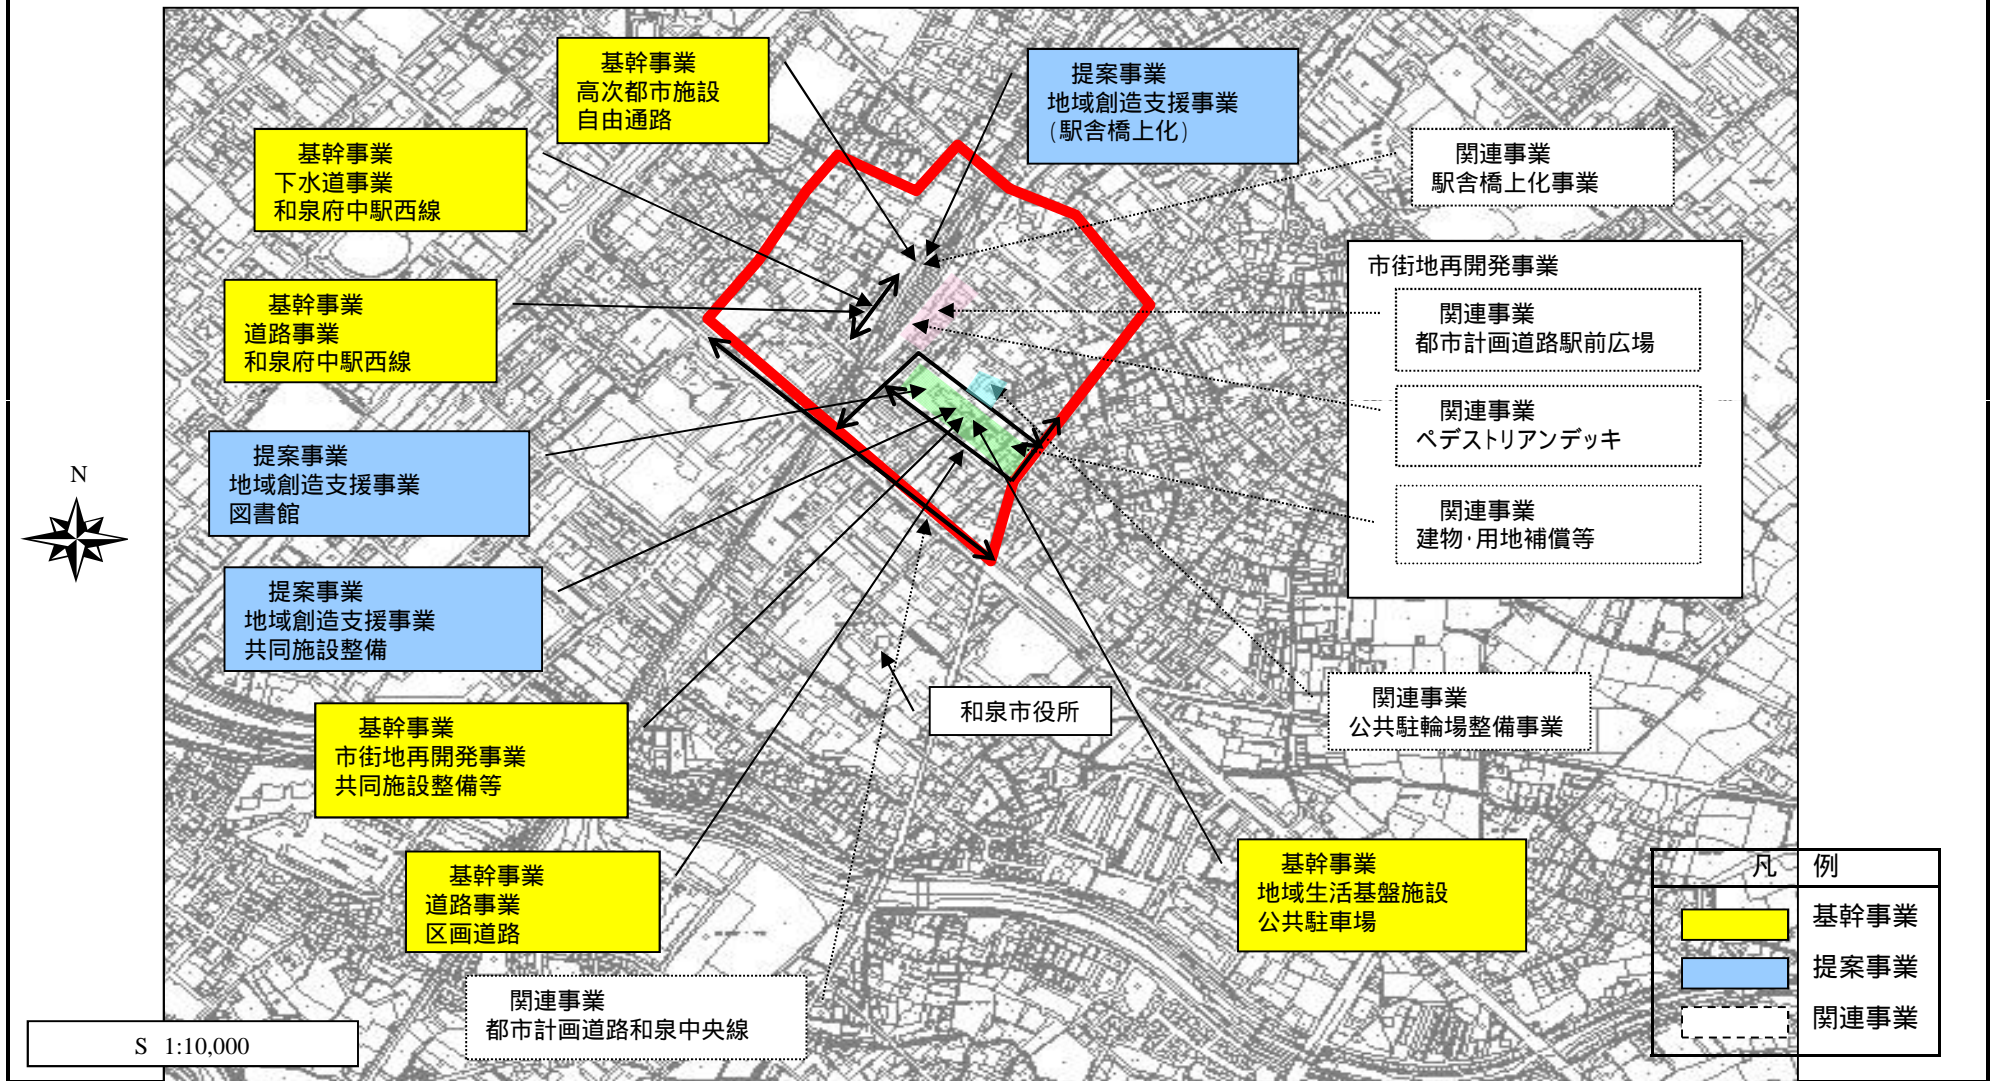 基幹事業
高次都市施設
自由通路
提案事業
地域創造支援事業
(駅舎橋上化)
基幹事業
下水道事業
和泉府中駅西線
関連事業
駅舎橋上化事業
基幹事業
道路事業
和泉府中駅西線
市街地再開発事業
関連事業
都市計画道路駅前広場
関連事業
ペデストリアンデッキ
関連事業
建物・用地補償等
提案事業
地域創造支援事業
図書館
N
提案事業
地域創造支援事業
共同施設整備
基幹事業
市街地再開発事業
共同施設整備等
和泉市役所
関連事業
公共駐輪場整備事業
基幹事業
道路事業
区画道路
基幹事業
地域生活基盤施設
公共駐車場
関連事業
都市計画道路和泉中央線
凡 例
基幹事業
提案事業
関連事業
S 1:10,000